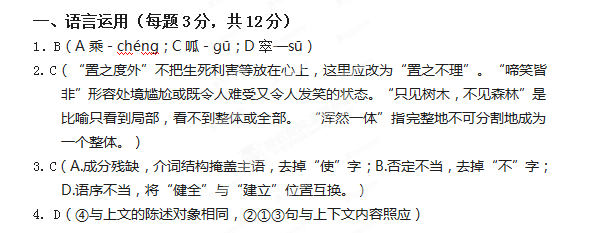 一、语言运用（每题3分，共12分）
1. B（A 乘 - chéng；C 呱 - gū；D 窣—sū）
2. C（“置之度外”不把生死利害等放在心上，这里应改为“置之不理”。“啼笑皆
非”形容处境尴尬或既令人难受又令人发笑的状态。“只见树木，不见森林”是
比喻只看到局部，看不到整体或全部。 “浑然一体”指完整地不可分割地成为
一个整体。）
3. C（A.成分残缺，介词结构掩盖主语，去掉“使”字；B.否定不当，去掉“不”字；
D.语序不当，将“健全”与“建立”位置互换。）
4. D（④与上文的陈述对象相同，②①③句与上下文内容照应）